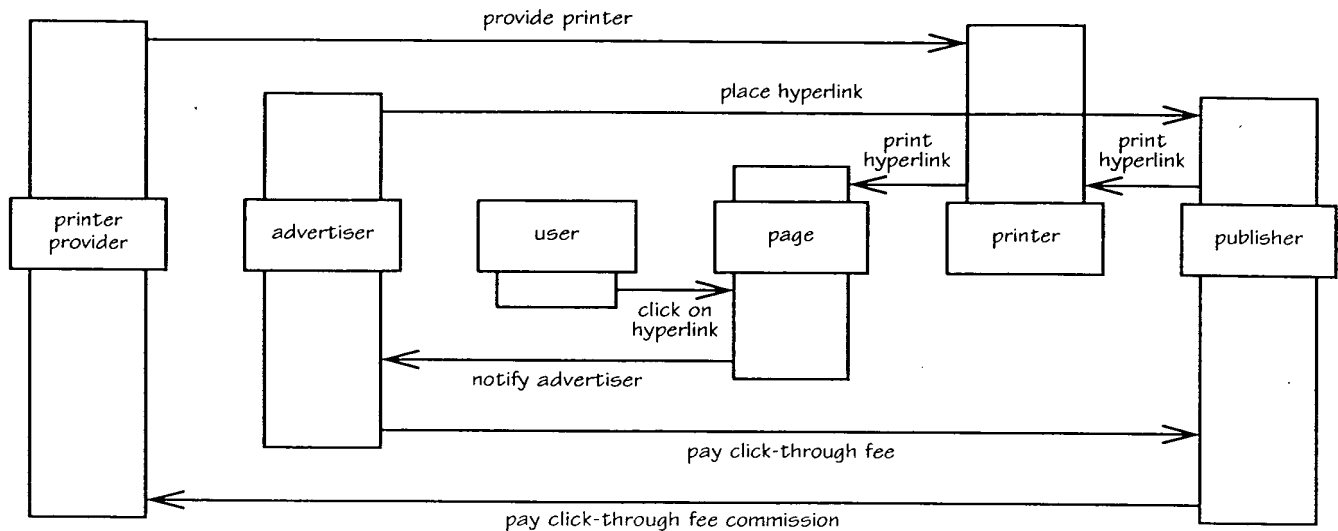 provide printer
place hyperlink
print
hyperlink
print
hyperlink
printer
provider
advertiser
user
page
printer
publisher
click on
hyperlink
notify advertiser
pay click-through fee
pay click-through fee commission